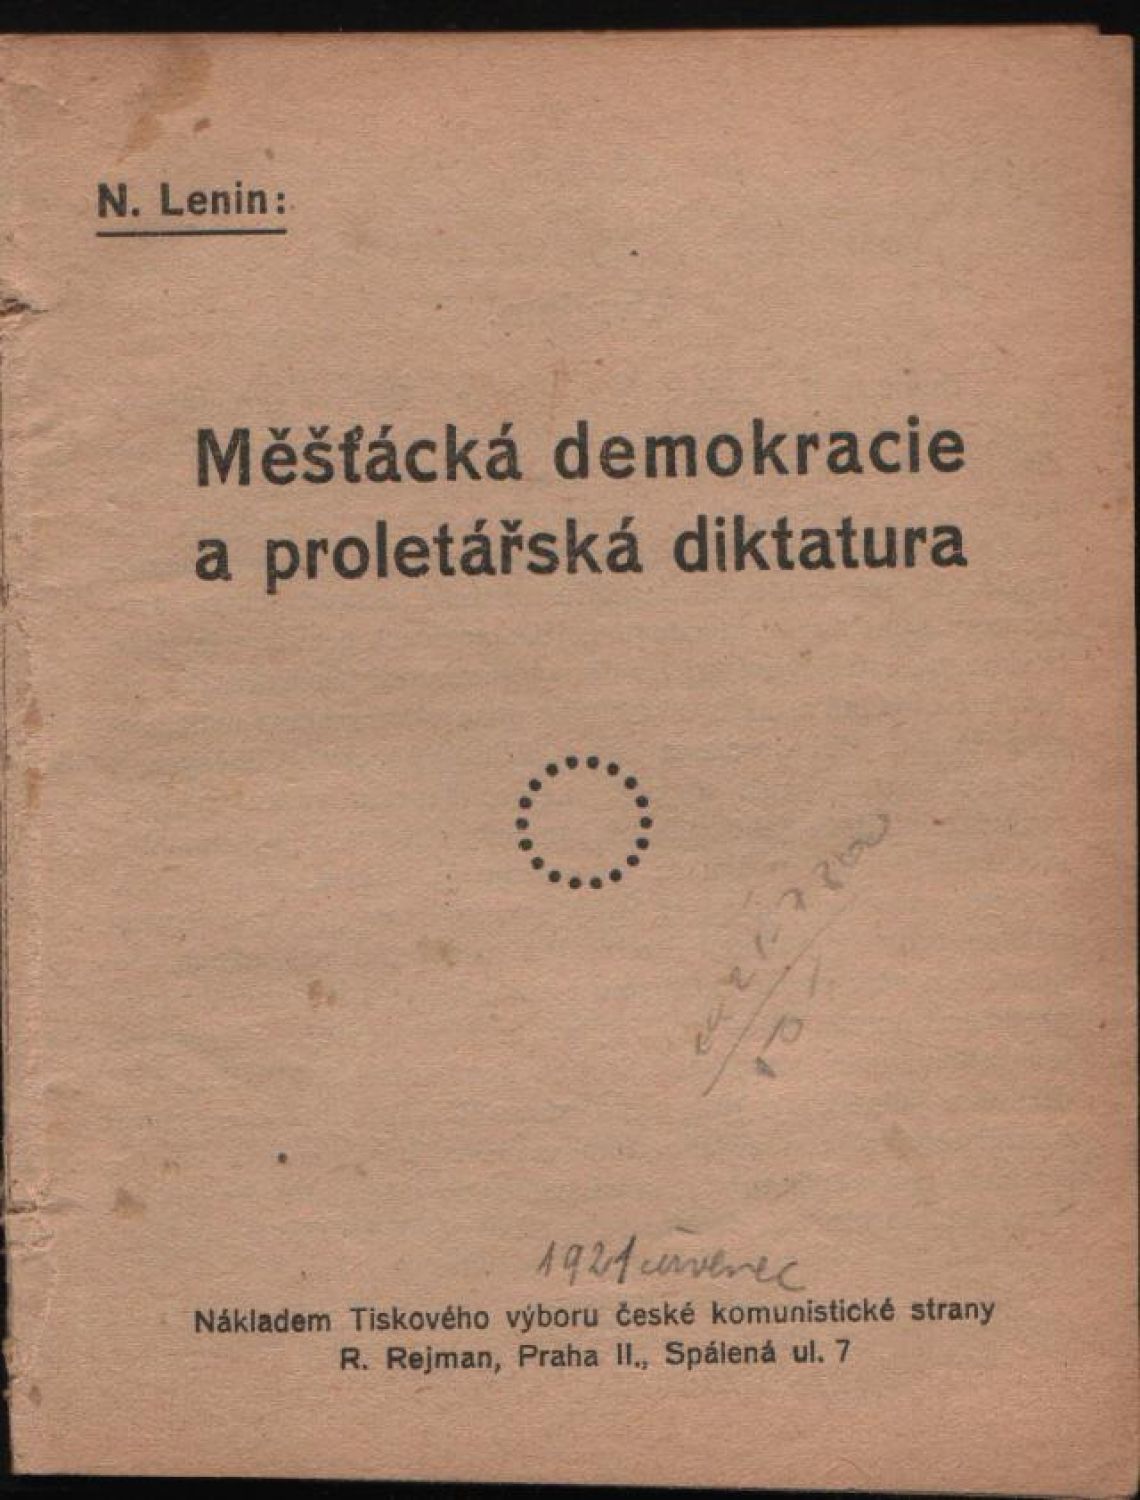 N. Lenin:
Měšťácká demokracie
a proletářská diktatura
1921 červenec
Nákladem Tiskového výboru české komunistické strany
R. Rejman, Praha II., Spálená ul. 7